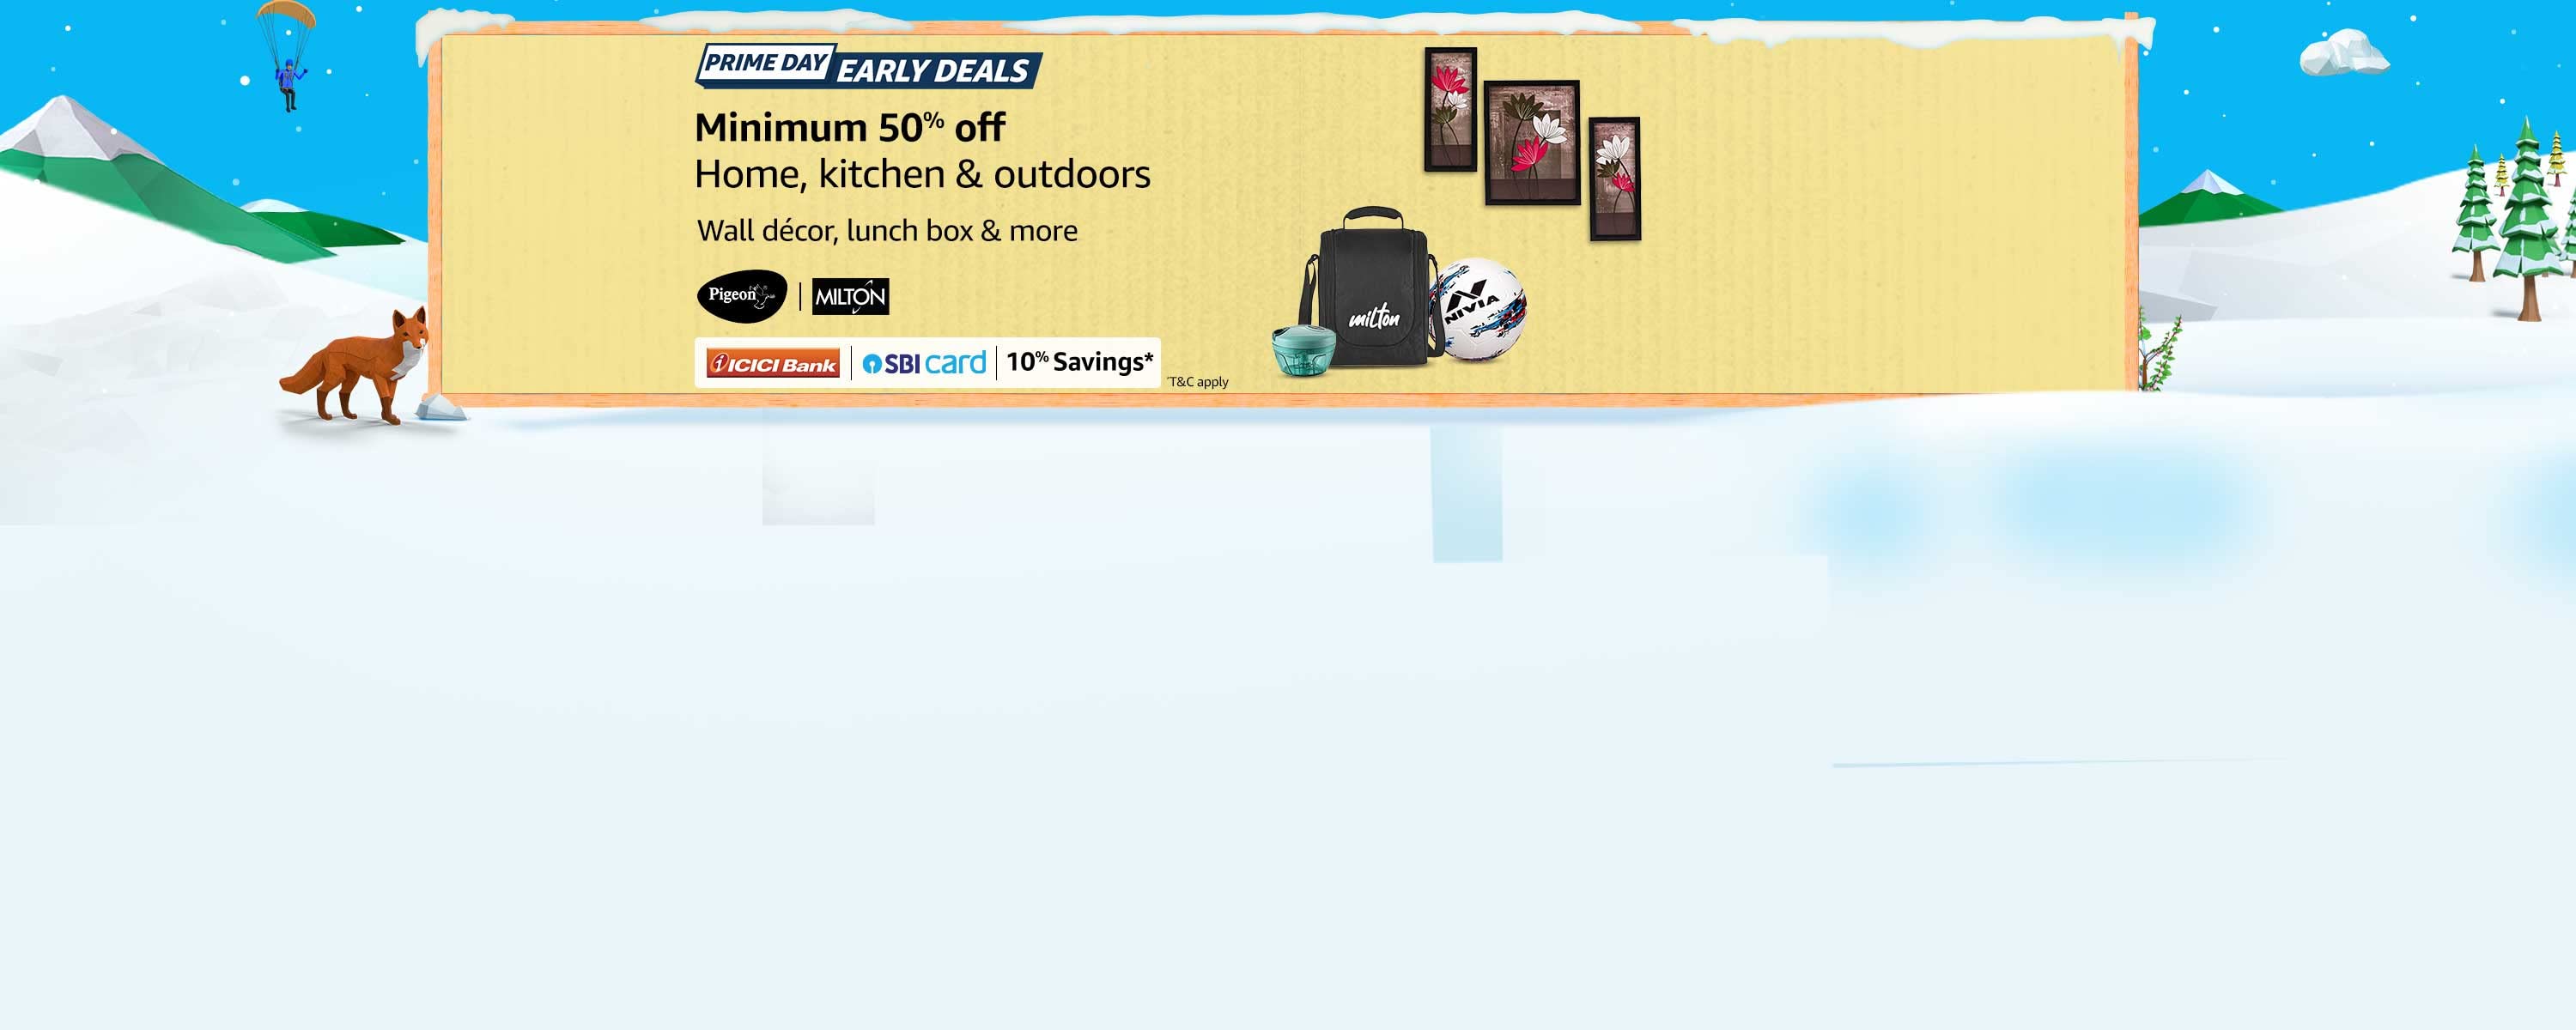 PRIME DAY EARLY DEALS
Minimum 50% off
Home, kitchen & outdoors
Wall décor, lunch box & more
Pigeon | MILTON
ICICI Bank | SBI card | 10% Savings*
*T&C apply
milton
NIVIA